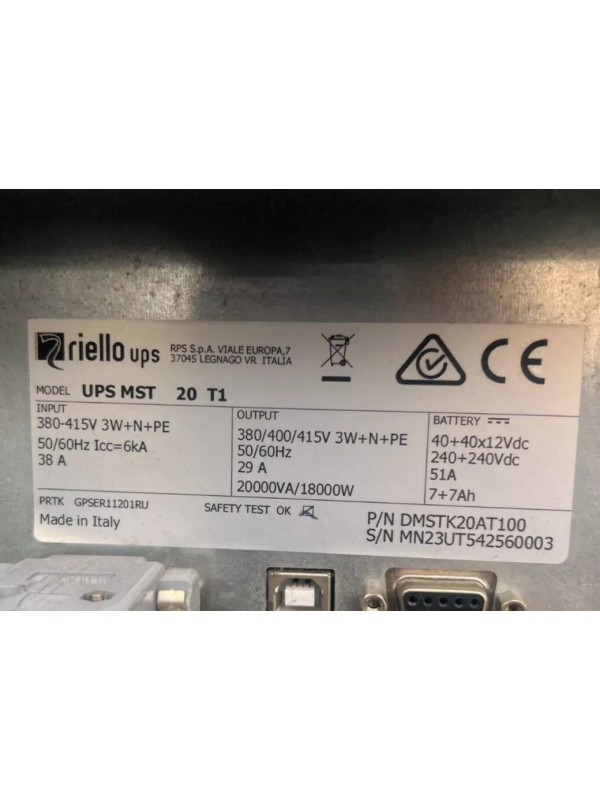 riello ups
RPS S.p.A. VIALE EUROPA,7
37045 LEGNAGO VR ITALIA
CE
MODEL UPS MST 20 T1
INPUT
380-415V 3W+N+PE
50/60Hz Icc=6kA
38 A
OUTPUT
380/400/415V 3W+N+PE
50/60Hz
29 A
20000VA/18000W
BATTERY
40+40x12Vdc
240+240Vdc
51A
7+7Ah
PRTK GPSER11201RU
Made in Italy
SAFETY TEST OK
P/N DMSTK20AT100
S/N MN23UT542560003